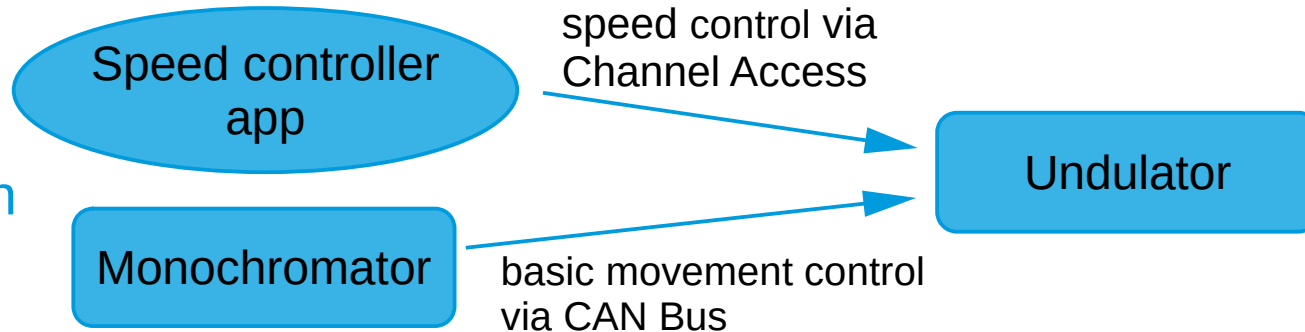 Speed controller
app
speed control via
Channel Access
Undulator
Monochromator
basic movement control
via CAN Bus